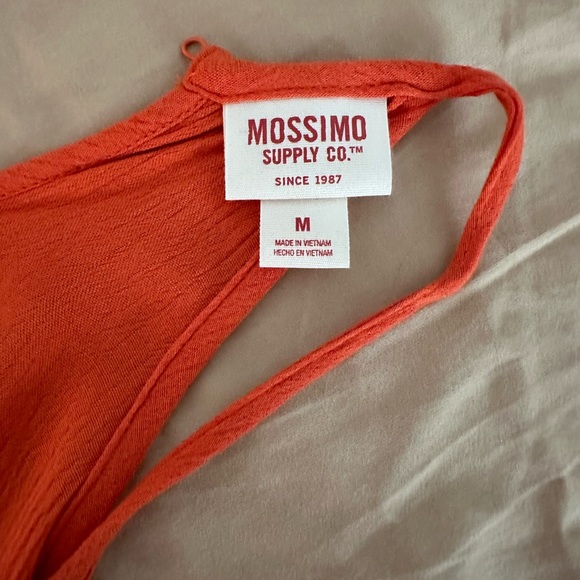 MOSSIMO
SUPPLY CO.™
SINCE 1987
M
MADE IN VIETNAM
HECHO EN VIETNAM